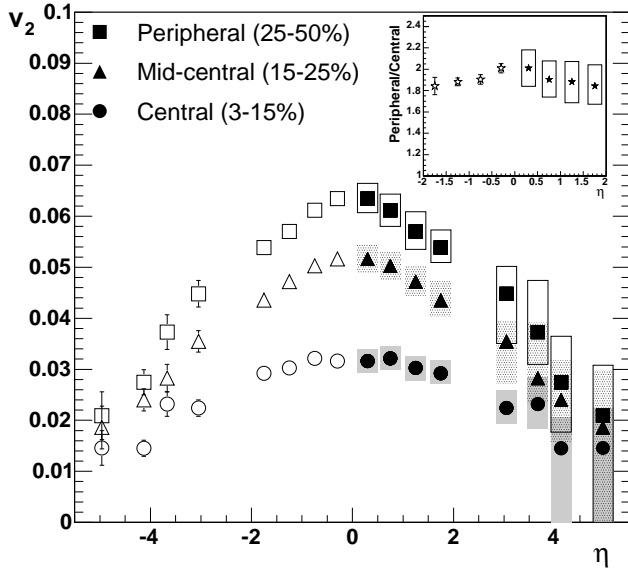 v2
0.1
0.09
0.08
0.07
0.06
0.05
0.04
0.03
0.02
0.01
0
Peripheral (25-50%)
Mid-central (15-25%)
Central (3-15%)
Peripheral/Central
2.4
2.2
2
1.8
1.6
1.4
1.2
1
-2 -1.5 -1 -0.5 0 0.5 1 1.5 2
η
-4 -2 0 2 4
η